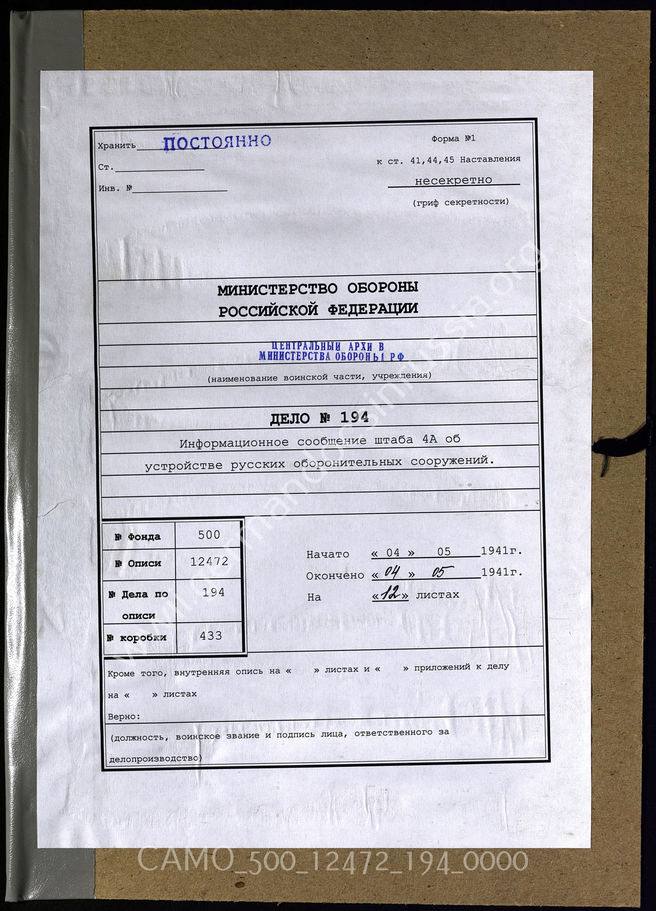 Хранить ПОСТОЯННО
Форма №1
Ст.
к ст. 41,44,45 Наставления
Инв. №
несекретно
(гриф секретности)
МИНИСТЕРСТВО ОБОРОНЫ
РОССИЙСКОЙ ФЕДЕРАЦИИ
ЦЕНТРАЛЬНЫЙ АРХИВ
МИНИСТЕРСТВА ОБОРОНЫ РФ
(наименование воинской части, учреждения)
ДЕЛО № 194
Информационное сообщение штаба 4А об
устройстве русских оборонительных сооружений.
№ Фонда 500
№ Описи 12472
№ Дела по описи 194
№ коробки 433
Начато « 04 » 05 1941г.
Окончено « 04 » 05 1941г.
На «12» листах
Кроме того, внутренняя опись на « » листах и « » приложений к делу
на « » листах
Верно:
(должность, воинское звание и подпись лица, ответственного за
делопроизводство)
CAMO_500_12472_194_0000